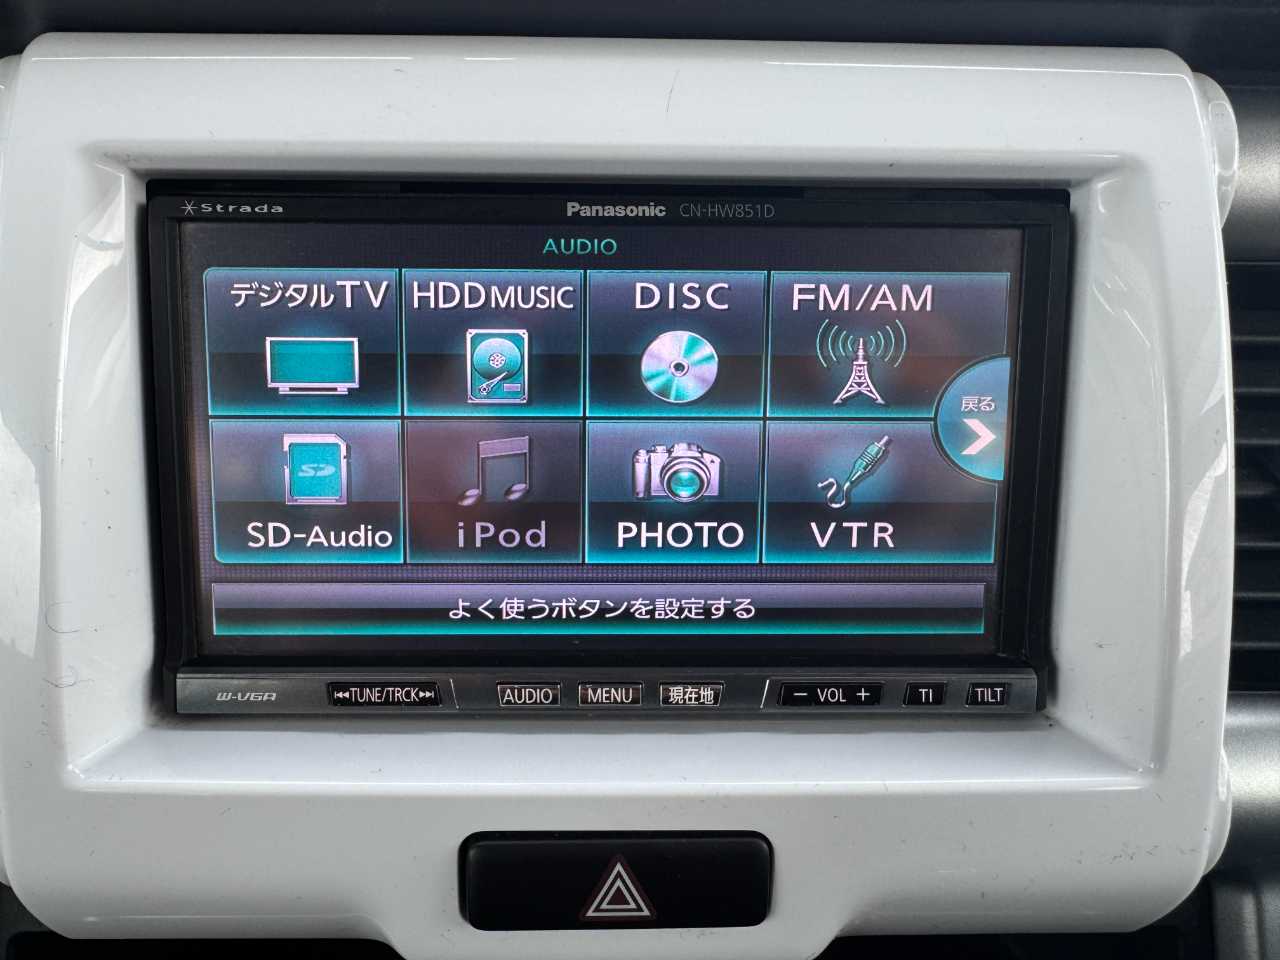 Strada
Panasonic CN-HW851D
AUDIO
デジタルTV
HDD MUSIC
DISC
FM/AM
戻る
SD
SD-Audio
iPod
PHOTO
VTR
よく使うボタンを設定する
W-VGA
TUNE/TRCK
AUDIO
MENU
現在地
− VOL +
TI
TILT